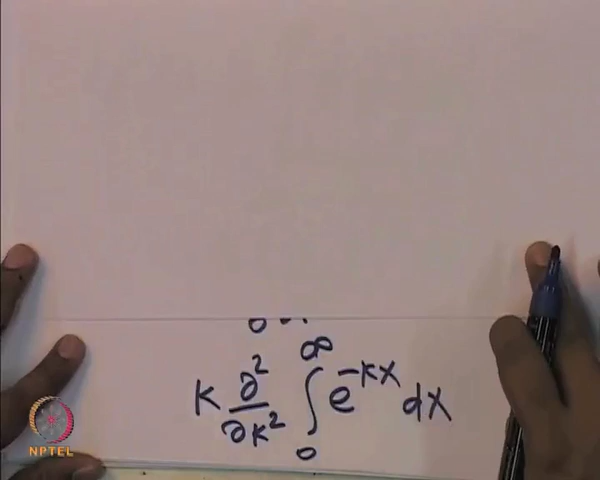 K ∂²/∂K² ∫₀^∞ e^{-KX} dX
NPTEL